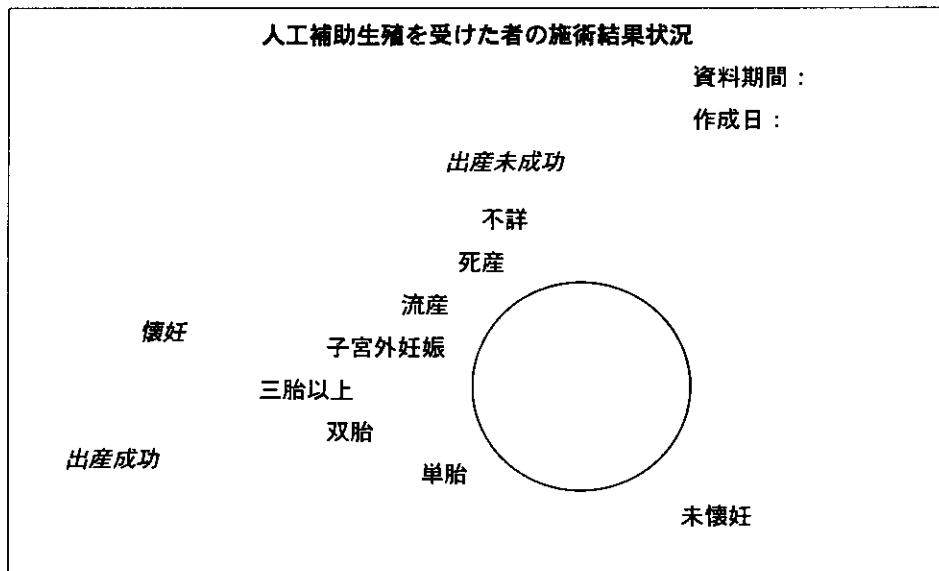 人工補助生殖を受けた者の施術結果状況
資料期間：
作成日：
出産未成功
不詳
死産
流産
懐妊
子宮外妊娠
三胎以上
双胎
出産成功
単胎
未懐妊